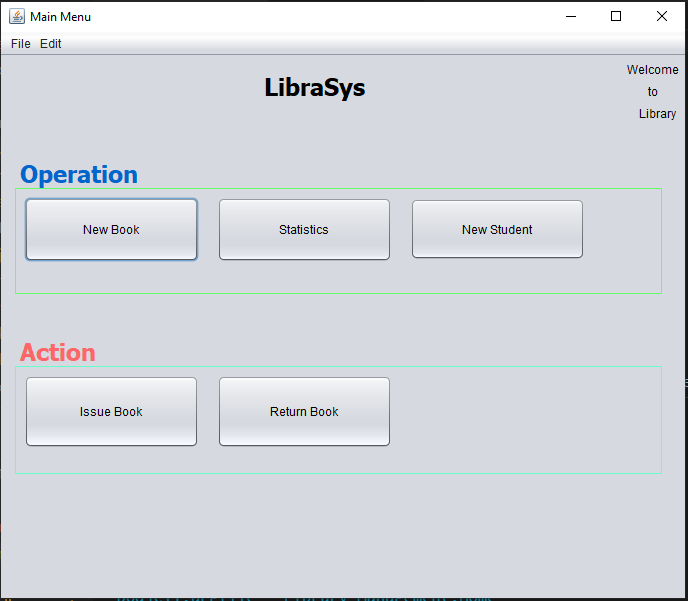 Main Menu
File Edit
Welcome
to
Library
LibraSys
Operation
New Book Statistics New Student
Action
Issue Book Return Book